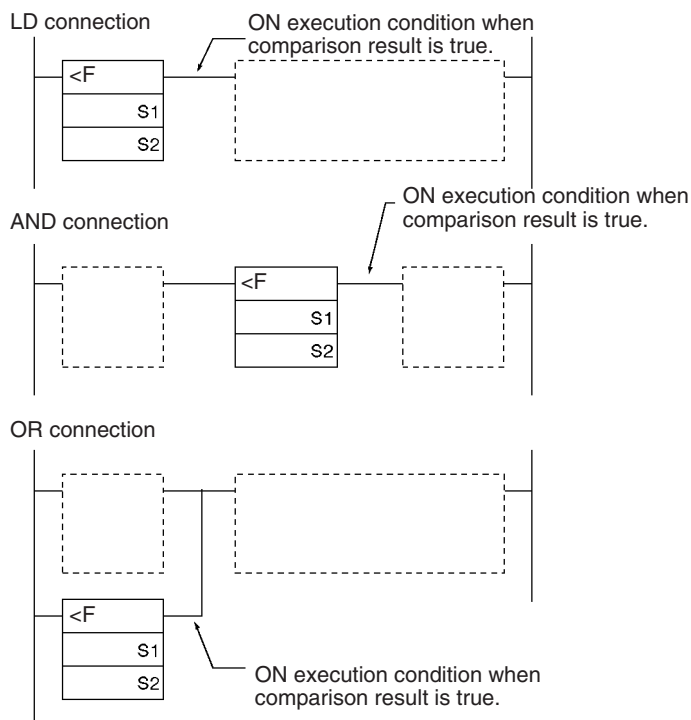 LD connection
ON execution condition when
comparison result is true.
<F
S1
S2
ON execution condition when
comparison result is true.
AND connection
<F
S1
S2
OR connection
<F
S1
S2
ON execution condition when
comparison result is true.